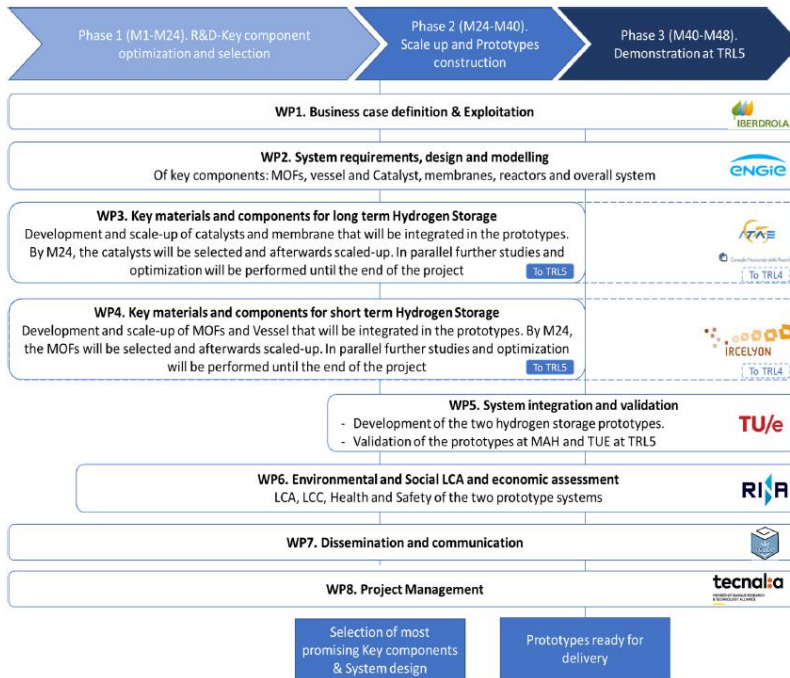 Phase 1 (M1-M24). R&D-Key component
optimization and selection
Phase 2 (M24-M40).
Scale up and Prototypes
construction
Phase 3 (M40-M48).
Demonstration at TRL5
WP1. Business case definition & Exploitation
IBERDROLA
WP2. System requirements, design and modelling
Of key components: MOFs, vessel and Catalyst, membranes, reactors and overall system
ENGIE
WP3. Key materials and components for long term Hydrogen Storage
Development and scale-up of catalysts and membrane that will be integrated in the prototypes.
By M24, the catalysts will be selected and afterwards scaled-up. In parallel further studies and
optimization will be performed until the end of the project
To TRL5
ITAE
To TRL4
WP4. Key materials and components for short term Hydrogen Storage
Development and scale-up of MOFs and Vessel that will be integrated in the prototypes. By M24,
the MOFs will be selected and afterwards scaled-up. In parallel further studies and optimization
will be performed until the end of the project
To TRL5
IRCELYON
To TRL4
WP5. System integration and validation
- Development of the two hydrogen storage prototypes.
- Validation of the prototypes at MAH and TUE at TRL5
TU/e
WP6. Environmental and Social LCA and economic assessment
LCA, LCC, Health and Safety of the two prototype systems
RINA
WP7. Dissemination and communication
WP8. Project Management
tecnal:a
MEMBER OF BASQUE RESEARCH
& TECHNOLOGY ALLIANCE
Selection of most
promising Key components
& System design
Prototypes ready for
delivery